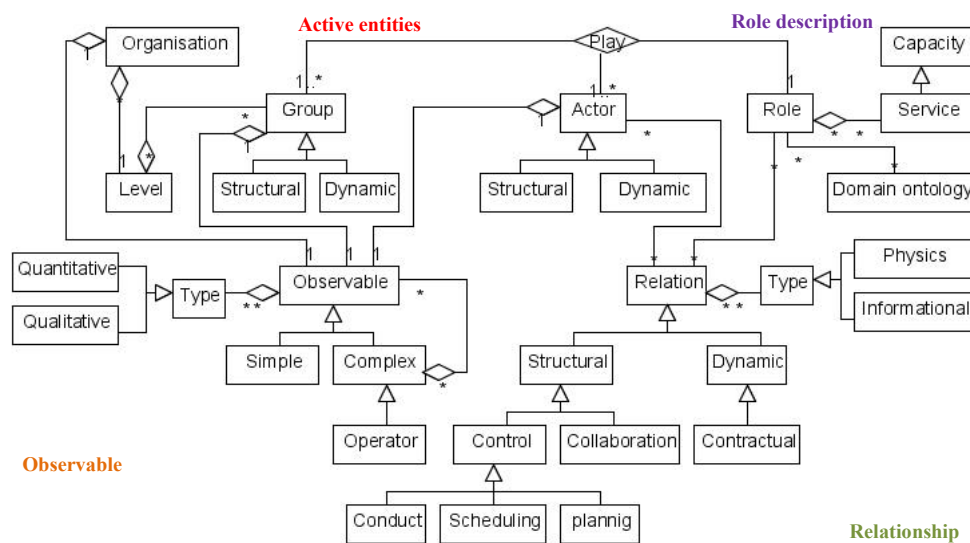 Active entities
Role description
Organisation
1
Play
Capacity
1..*
1..*
1
Group
Actor
Role
Service
*
*
1
*
1
*
*
*
1
*
*
*
Level
Structural
Dynamic
Structural
Dynamic
Domain ontology
1
1
1
*
*
Quantitative
Observable
Relation
Physics
Type
Type
Qualitative
Informational
* *
*
* *
Simple
Complex
Structural
Dynamic
*
Operator
Control
Collaboration
Contractual
Observable
Conduct
Scheduling
plannig
Relationship